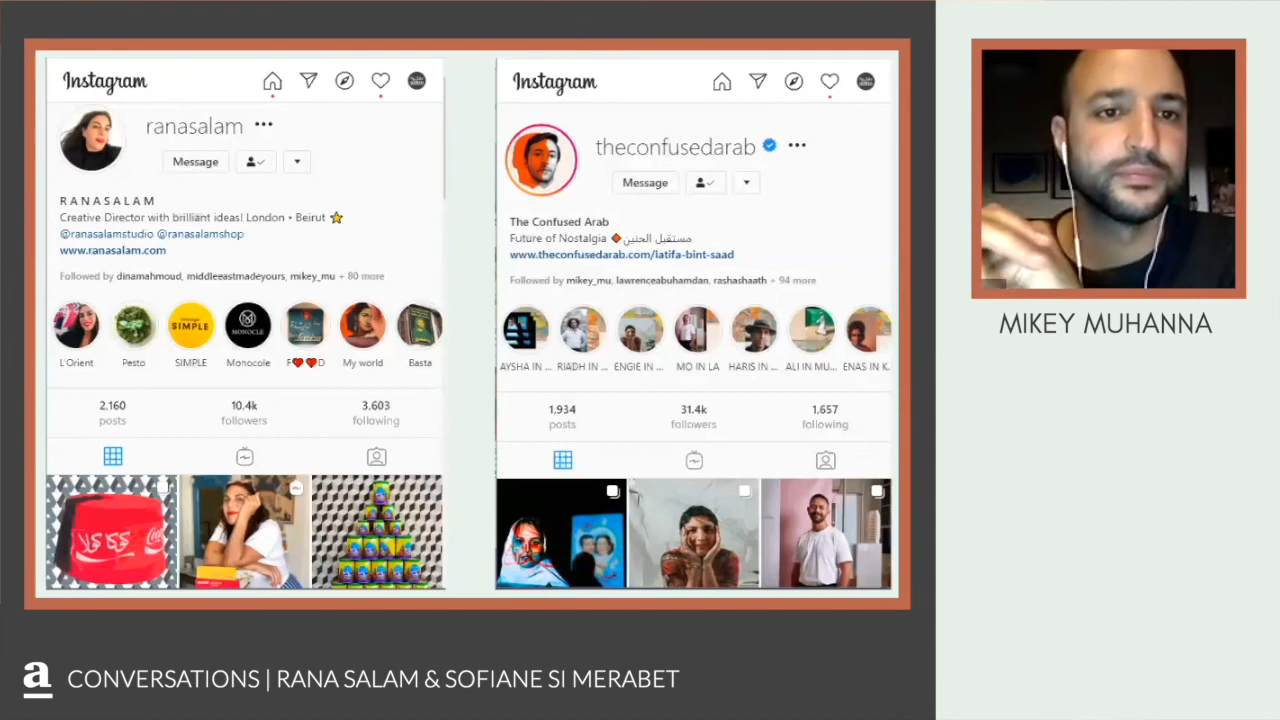 Instagram
ranasalam •••
Message
R A N A S A L A M
Creative Director with brilliant ideas! London • Beirut ⭐
@ranasalamstudio @ranasalamshop
www.ranasalam.com
Followed by dinamahmoud, middleeastmadeyours, mikey_mu + 80 more
SIMPLE
MONOCLE
L'Orient Pesto SIMPLE Monocole F❤❤D My world Basta
2,160 10.4k 3,603
posts followers following
كوكا كولا
Instagram
theconfusedarab •••
Message
The Confused Arab
Future of Nostalgia ♦ مستقبل الحنين
www.theconfusedarab.com/latifa-bint-saad
Followed by mikey_mu, lawrenceabuhamdan, rashashaath + 94 more
AYSHA IN ... RIADH IN ... ENGIE IN ... MO IN LA HARIS IN ... ALI IN MU... ENAS IN K.
1,934 31.4k 1,657
posts followers following
MIKEY MUHANNA
a CONVERSATIONS | RANA SALAM & SOFIANE SI MERABET